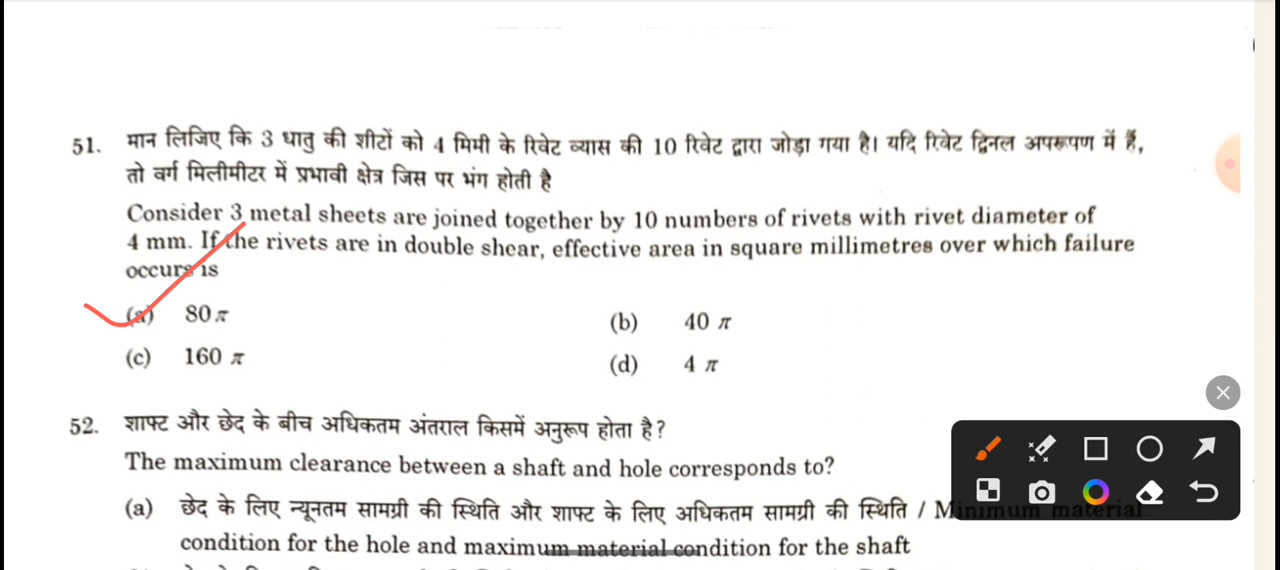 51. मान लिजिए कि 3 धातु की शीटों को 4 मिमी के रिवेट व्यास की 10 रिवेट द्वारा जोड़ा गया है। यदि रिवेट द्विनल अपरूपण में हैं,
तो वर्ग मिलीमीटर में प्रभावी क्षेत्र जिस पर भंग होती है
Consider 3 metal sheets are joined together by 10 numbers of rivets with rivet diameter of
4 mm. If the rivets are in double shear, effective area in square millimetres over which failure
occurs is
(a) 80 π (b) 40 π
(c) 160 π (d) 4 π
52. शाफ्ट और छेद के बीच अधिकतम अंतराल किसमें अनुरूप होता है?
The maximum clearance between a shaft and hole corresponds to?
(a) छेद के लिए न्यूनतम सामग्री की स्थिति और शाफ्ट के लिए अधिकतम सामग्री की स्थिति / Minimum material
condition for the hole and maximum material condition for the shaft